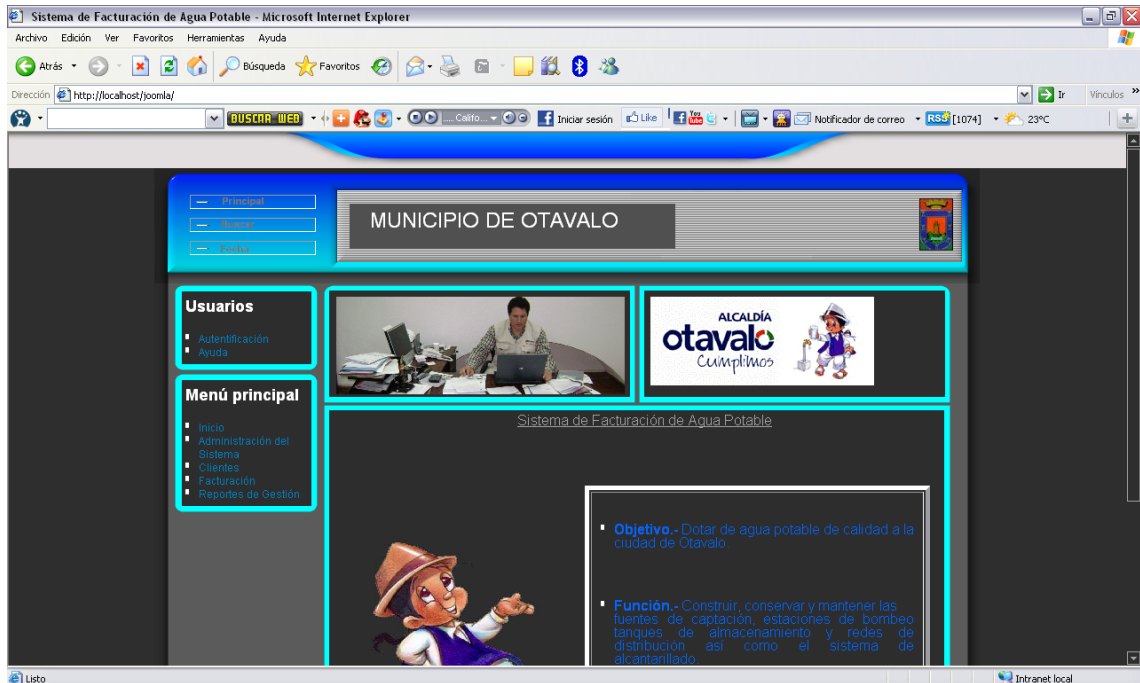 Sistema de Facturación de Agua Potable - Microsoft Internet Explorer
Archivo Edición Ver Favoritos Herramientas Ayuda
Atrás Búsqueda Favoritos
Dirección http://localhost/joomla/ Ir Vínculos »
BUSCAR WEB .... Califo... Iniciar sesión Like You Tube Notificador de correo RSS [1074] 23ºC
Principal
MUNICIPIO DE OTAVALO
Usuarios
Autentificación
Ayuda
ALCALDÍA
otavalo
Cumplimos
Menú principal
Inicio
Administración del
Sistema
Clientes
Facturación
Reportes de Gestión
Sistema de Facturación de Agua Potable
Objetivo.- Dotar de agua potable de calidad a la
ciudad de Otavalo.
Función.- Construir, conservar y mantener las
fuentes de captación, estaciones de bombeo
tanques de almacenamiento y redes de
distribución así como el sistema de
alcantarillado.
Listo Intranet local